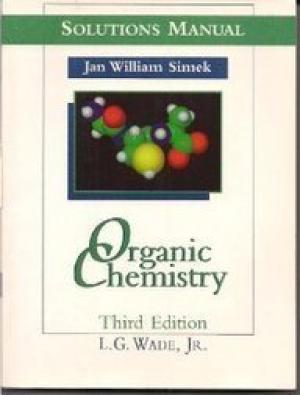 SOLUTIONS MANUAL
Jan William Simek
Organic
Chemistry
Third Edition
L.G. WADE, JR.